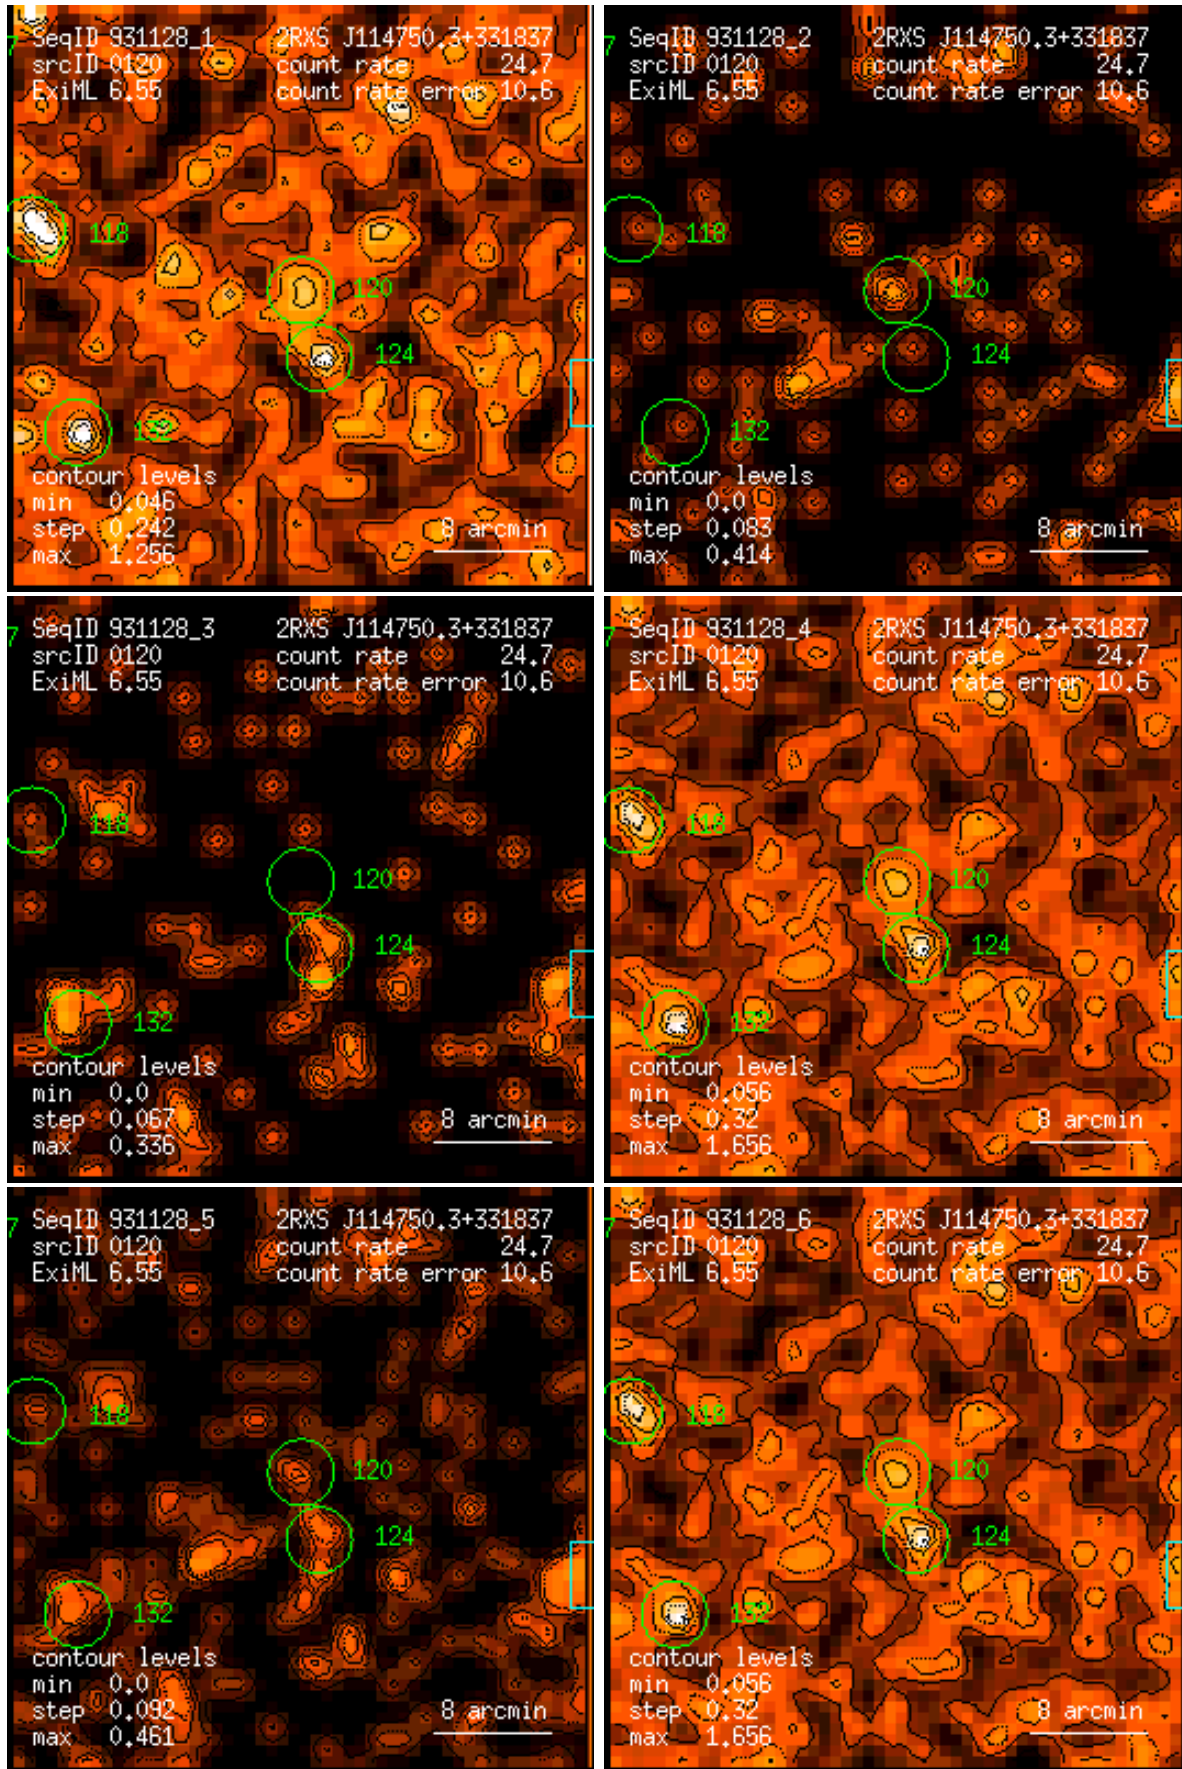 SeqID 931128_1 2RXS J114750.3+331837
srcID 0120 count rate 24.7
ExiML 6.55 count rate error 10.6
7
118
120
124
132
contour levels
min 0.046
step 0.242
max 1.256
8 arcmin
SeqID 931128_2 2RXS J114750.3+331837
srcID 0120 count rate 24.7
ExiML 6.55 count rate error 10.6
7
118
120
124
132
contour levels
min 0.0
step 0.083
max 0.414
8 arcmin
SeqID 931128_3 2RXS J114750.3+331837
srcID 0120 count rate 24.7
ExiML 6.55 count rate error 10.6
7
118
120
124
132
contour levels
min 0.0
step 0.067
max 0.336
8 arcmin
SeqID 931128_4 2RXS J114750.3+331837
srcID 0120 count rate 24.7
ExiML 6.55 count rate error 10.6
7
118
120
124
132
contour levels
min 0.056
step 0.32
max 1.656
8 arcmin
SeqID 931128_5 2RXS J114750.3+331837
srcID 0120 count rate 24.7
ExiML 6.55 count rate error 10.6
7
118
120
124
132
contour levels
min 0.0
step 0.092
max 0.461
8 arcmin
SeqID 931128_6 2RXS J114750.3+331837
srcID 0120 count rate 24.7
ExiML 6.55 count rate error 10.6
7
118
120
124
132
contour levels
min 0.056
step 0.32
max 1.656
8 arcmin